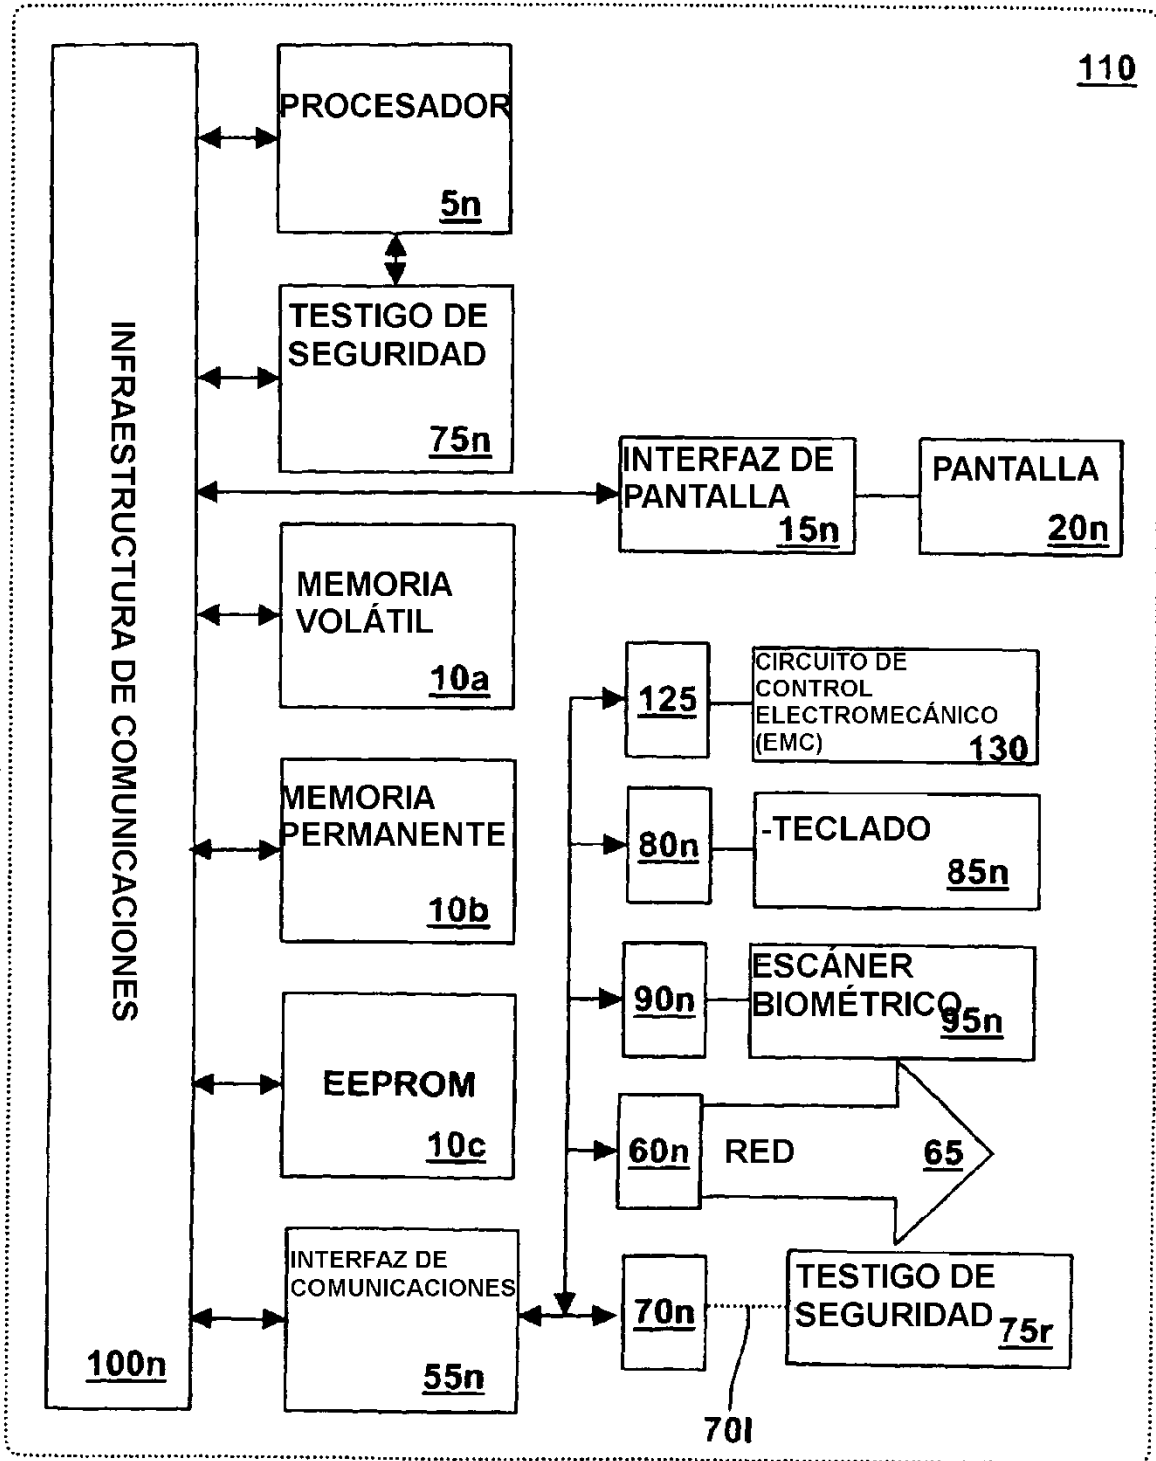 110
PROCESADOR
5n
TESTIGO DE
SEGURIDAD
75n
INFRAESTRUCTURA DE COMUNICACIONES
100n
INTERFAZ DE
PANTALLA
15n
PANTALLA
20n
MEMORIA
VOLÁTIL
10a
125
CIRCUITO DE
CONTROL
ELECTROMECÁNICO
(EMC)
130
MEMORIA
PERMANENTE
10b
80n
-TECLADO
85n
90n
ESCÁNER
BIOMÉTRICO
95n
EEPROM
10c
60n
RED
65
INTERFAZ DE
COMUNICACIONES
55n
70n
TESTIGO DE
SEGURIDAD
75r
70l